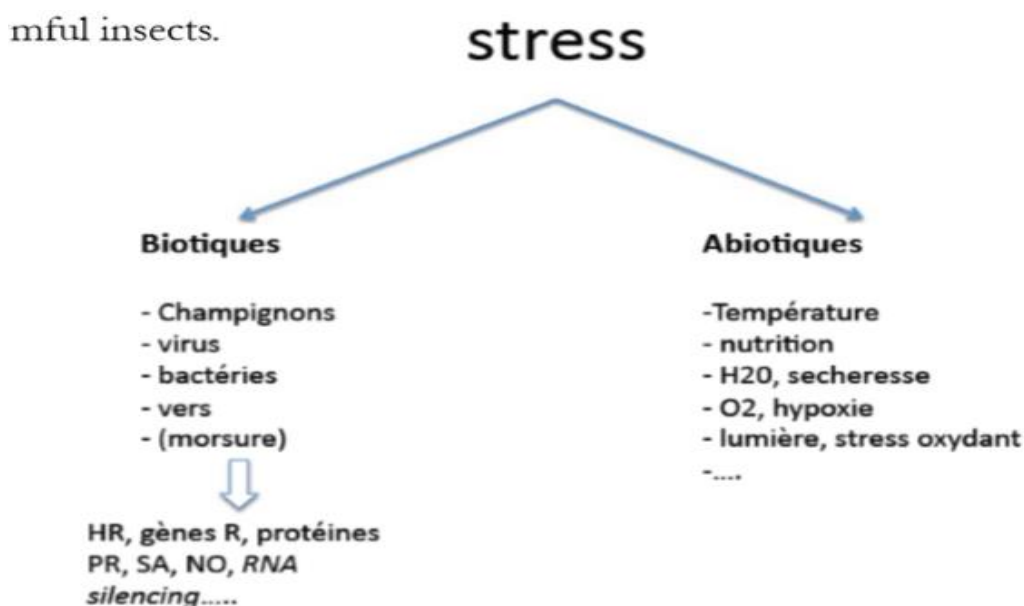 mful insects.
stress
Biotiques
- Champignons
- virus
- bactéries
- vers
- (morsure)
HR, gènes R, protéines
PR, SA, NO, RNA
silencing.....
Abiotiques
-Température
- nutrition
- H20, secheresse
- O2, hypoxie
- lumière, stress oxydant
-....